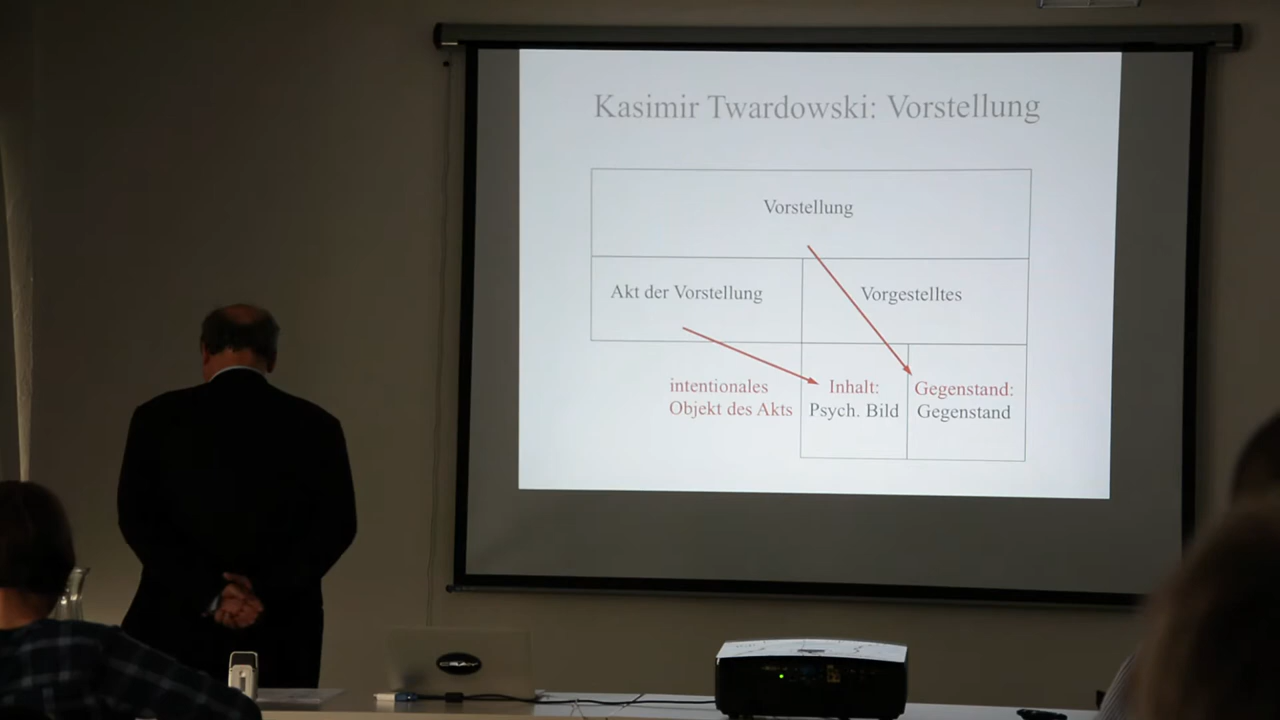 Kasimir Twardowski: Vorstellung
Vorstellung
Akt der Vorstellung
Vorgestelltes
intentionales
Objekt des Akts
Inhalt:
Psych. Bild
Gegenstand:
Gegenstand